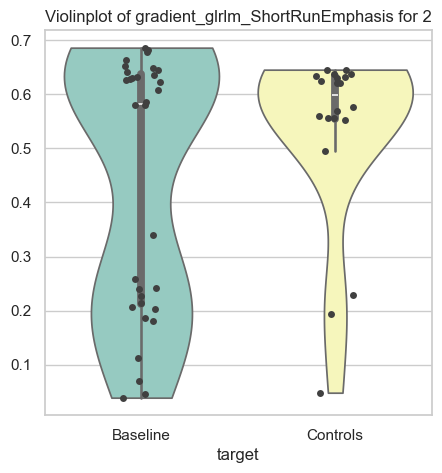 Violinplot of gradient_glrlm_ShortRunEmphasis for 2
0.7
0.6
0.5
0.4
0.3
0.2
0.1
Baseline Controls
target